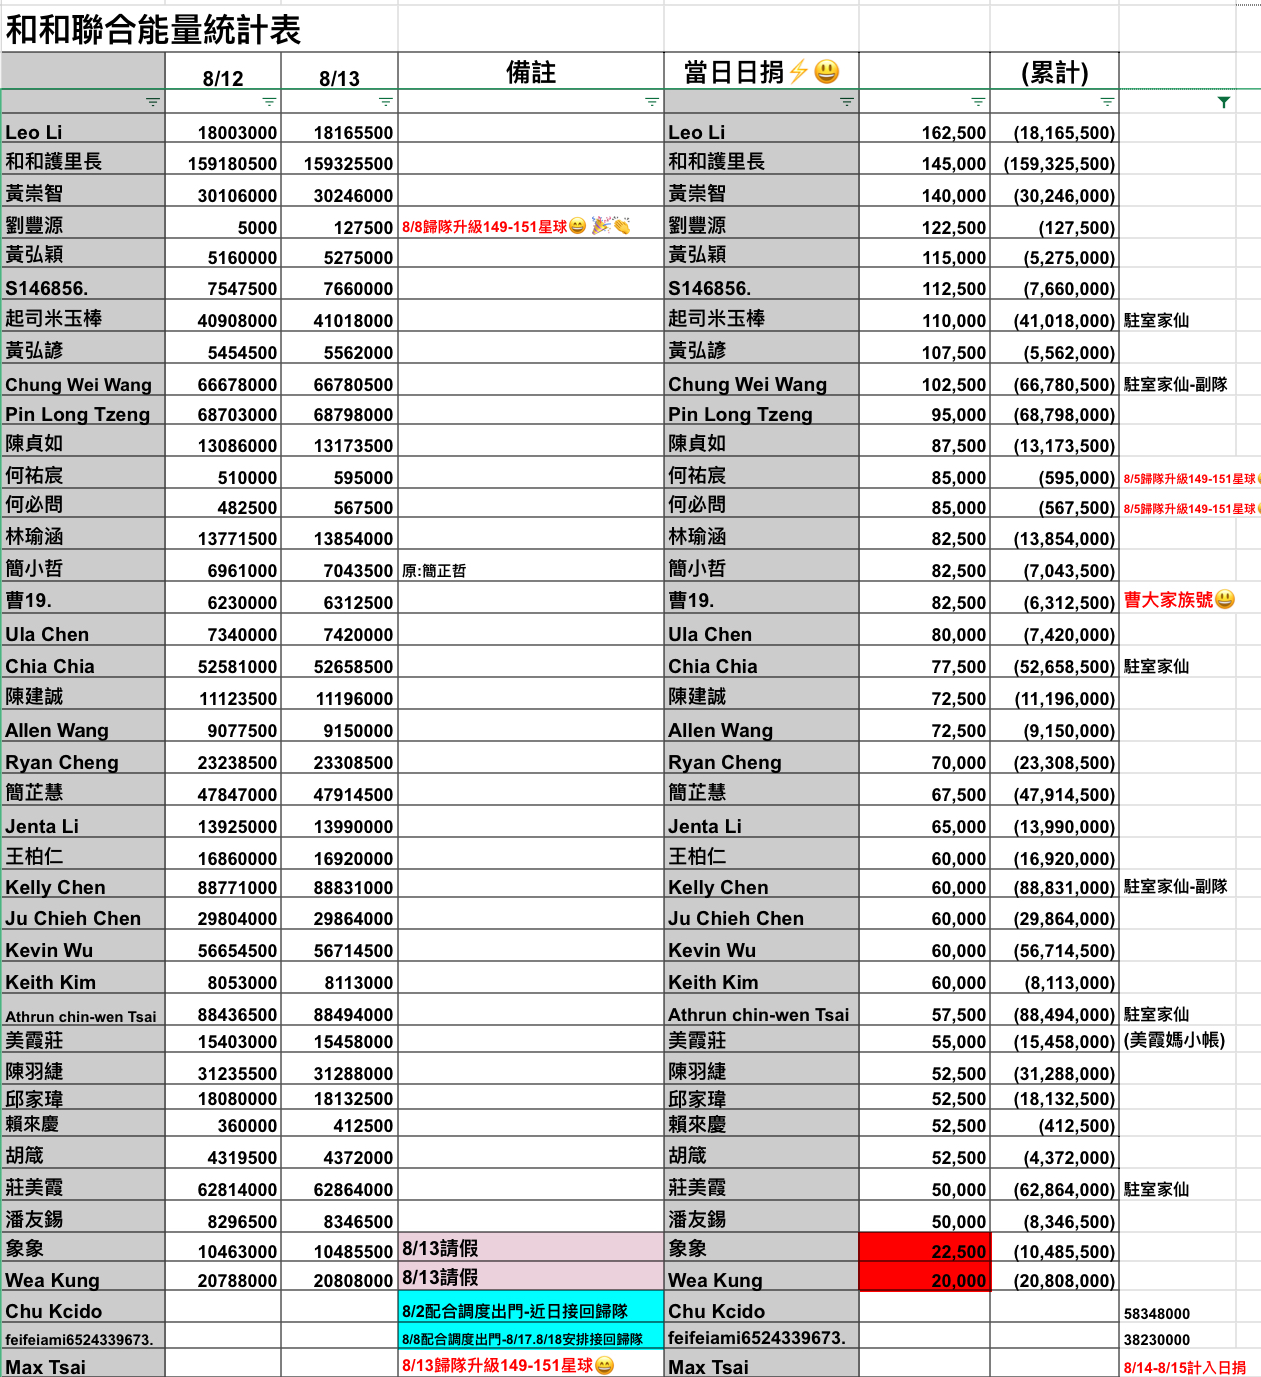 和和聯合能量統計表
8/12 8/13 備註 當日日捐⚡😃 (累計)
Leo Li 18003000 18165500 Leo Li 162,500 (18,165,500)
和和護里長 159180500 159325500 和和護里長 145,000 (159,325,500)
黃崇智 30106000 30246000 黃崇智 140,000 (30,246,000)
劉豐源 5000 127500 8/8歸隊升級149-151星球😄 🎉👏 劉豐源 122,500 (127,500)
黃弘穎 5160000 5275000 黃弘穎 115,000 (5,275,000)
S146856. 7547500 7660000 S146856. 112,500 (7,660,000)
起司米玉棒 40908000 41018000 起司米玉棒 110,000 (41,018,000) 駐室家仙
黃弘諺 5454500 5562000 黃弘諺 107,500 (5,562,000)
Chung Wei Wang 66678000 66780500 Chung Wei Wang 102,500 (66,780,500) 駐室家仙-副隊
Pin Long Tzeng 68703000 68798000 Pin Long Tzeng 95,000 (68,798,000)
陳貞如 13086000 13173500 陳貞如 87,500 (13,173,500)
何祐宸 510000 595000 何祐宸 85,000 (595,000) 8/5歸隊升級149-151星球
何必問 482500 567500 何必問 85,000 (567,500) 8/5歸隊升級149-151星球
林瑜涵 13771500 13854000 林瑜涵 82,500 (13,854,000)
簡小哲 6961000 7043500 原:簡正哲 簡小哲 82,500 (7,043,500)
曹19. 6230000 6312500 曹19. 82,500 (6,312,500) 曹大家族號😃
Ula Chen 7340000 7420000 Ula Chen 80,000 (7,420,000)
Chia Chia 52581000 52658500 Chia Chia 77,500 (52,658,500) 駐室家仙
陳建誠 11123500 11196000 陳建誠 72,500 (11,196,000)
Allen Wang 9077500 9150000 Allen Wang 72,500 (9,150,000)
Ryan Cheng 23238500 23308500 Ryan Cheng 70,000 (23,308,500)
簡芷慧 47847000 47914500 簡芷慧 67,500 (47,914,500)
Jenta Li 13925000 13990000 Jenta Li 65,000 (13,990,000)
王柏仁 16860000 16920000 王柏仁 60,000 (16,920,000)
Kelly Chen 88771000 88831000 Kelly Chen 60,000 (88,831,000) 駐室家仙-副隊
Ju Chieh Chen 29804000 29864000 Ju Chieh Chen 60,000 (29,864,000)
Kevin Wu 56654500 56714500 Kevin Wu 60,000 (56,714,500)
Keith Kim 8053000 8113000 Keith Kim 60,000 (8,113,000)
Athrun chin-wen Tsai 88436500 88494000 Athrun chin-wen Tsai 57,500 (88,494,000) 駐室家仙
美霞莊 15403000 15458000 美霞莊 55,000 (15,458,000) (美霞媽小帳)
陳羽緁 31235500 31288000 陳羽緁 52,500 (31,288,000)
邱家瑋 18080000 18132500 邱家瑋 52,500 (18,132,500)
賴來慶 360000 412500 賴來慶 52,500 (412,500)
胡箴 4319500 4372000 胡箴 52,500 (4,372,000)
莊美霞 62814000 62864000 莊美霞 50,000 (62,864,000) 駐室家仙
潘友錫 8296500 8346500 潘友錫 50,000 (8,346,500)
象象 10463000 10485500 8/13請假 象象 22,500 (10,485,500)
Wea Kung 20788000 20808000 8/13請假 Wea Kung 20,000 (20,808,000)
Chu Kcido 8/2配合調度出門-近日接回歸隊 Chu Kcido 58348000
feifeiami6524339673. 8/8配合調度出門-8/17.8/18安排接回歸隊 feifeiami6524339673. 38230000
Max Tsai 8/13歸隊升級149-151星球😄 Max Tsai 8/14-8/15計入日捐